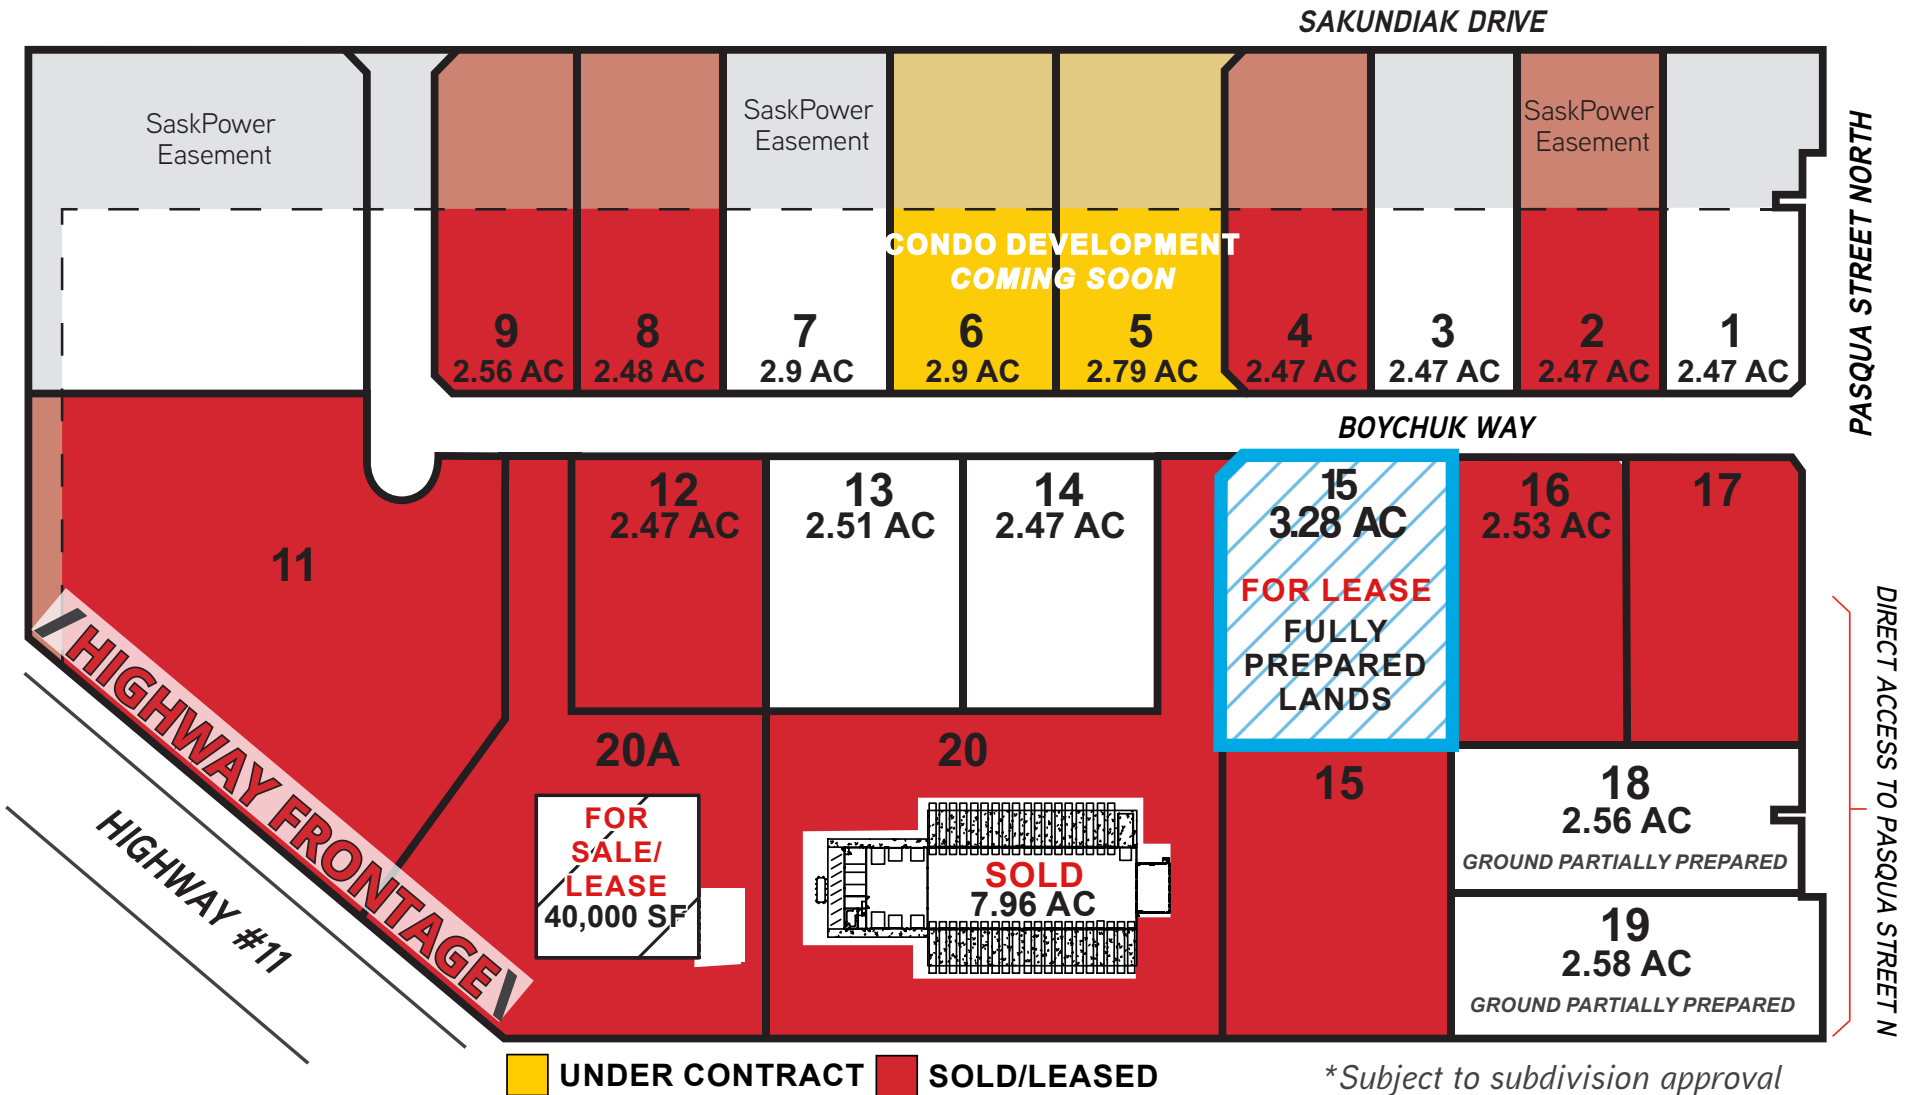 SAKUNDIAK DRIVE
SaskPower
Easement
SaskPower
Easement
SaskPower
Easement
PASQUA STREET NORTH
CONDO DEVELOPMENT
COMING SOON
9
2.56 AC
8
2.48 AC
7
2.9 AC
6
2.9 AC
5
2.79 AC
4
2.47 AC
3
2.47 AC
2
2.47 AC
1
2.47 AC
BOYCHUK WAY
11
12
2.47 AC
13
2.51 AC
14
2.47 AC
15
3.28 AC
FOR LEASE
FULLY
PREPARED
LANDS
16
2.53 AC
17
DIRECT ACCESS TO PASQUA STREET N
HIGHWAY FRONTAGE
HIGHWAY #11
20A
FOR
SALE/
LEASE
40,000 SF
20
SOLD
7.96 AC
15
18
2.56 AC
GROUND PARTIALLY PREPARED
19
2.58 AC
GROUND PARTIALLY PREPARED
UNDER CONTRACT
SOLD/LEASED
*Subject to subdivision approval